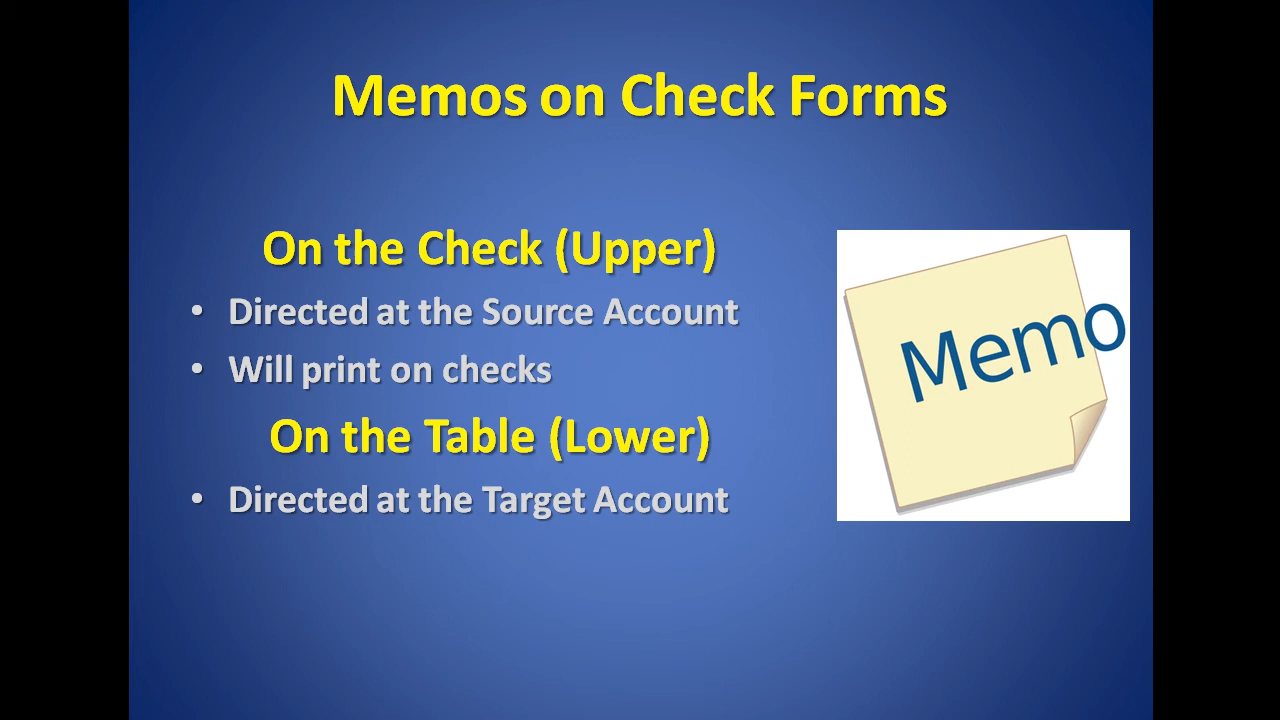 Memos on Check Forms
On the Check (Upper)
• Directed at the Source Account
• Will print on checks
On the Table (Lower)
• Directed at the Target Account
Memo